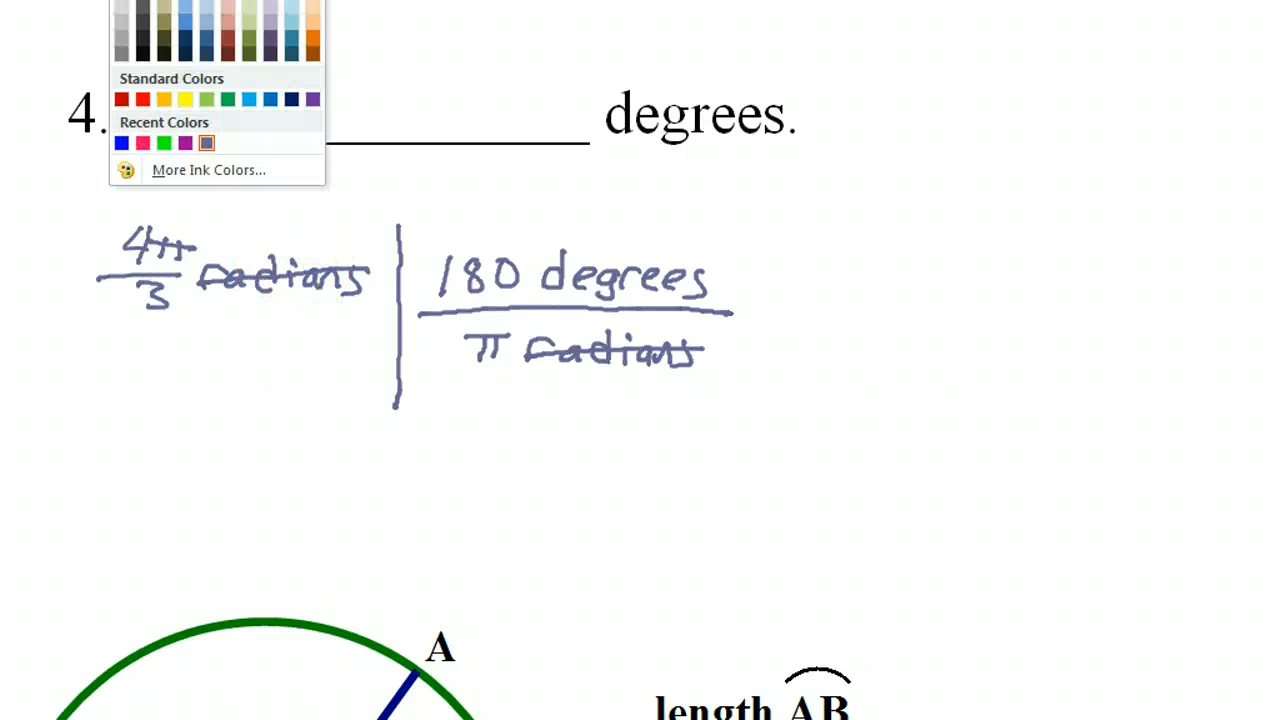 Standard Colors
4. degrees.
Recent Colors
More Ink Colors...
4π/3 radians | 180 degrees
π radians
A
length AB